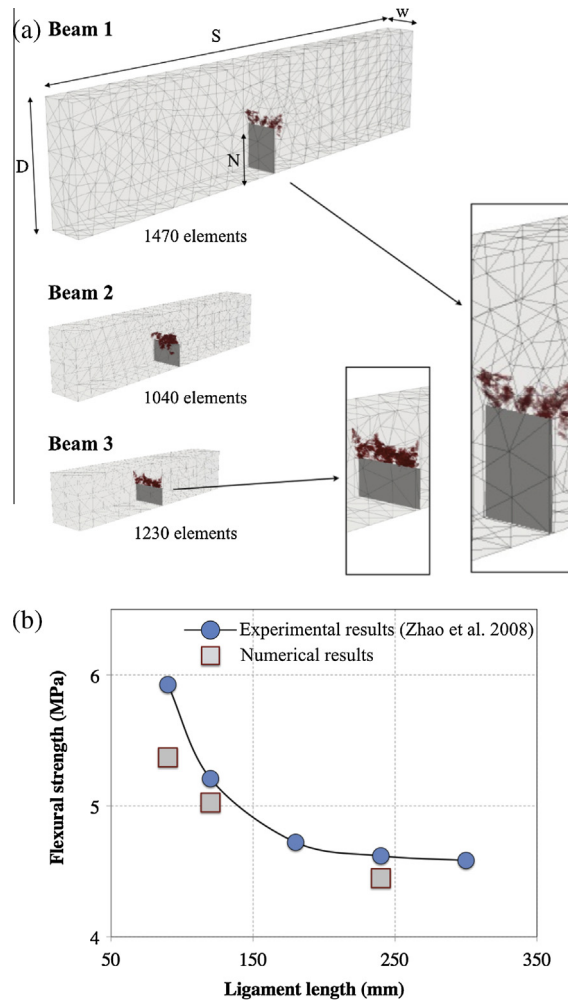 (a) Beam 1
S
w
D
N
1470 elements
Beam 2
1040 elements
Beam 3
1230 elements
(b)
Experimental results (Zhao et al. 2008)
Numerical results
6
5
4
Flexural strength (MPa)
50 150 250 350
Ligament length (mm)